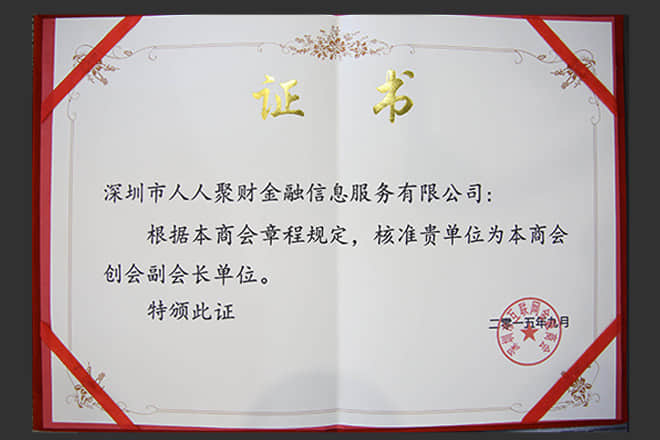 证书
深圳市人人聚财金融信息服务有限公司：
根据本商会章程规定，核准贵单位为本商会
创会副会长单位。
特颁此证
二零一五年九月